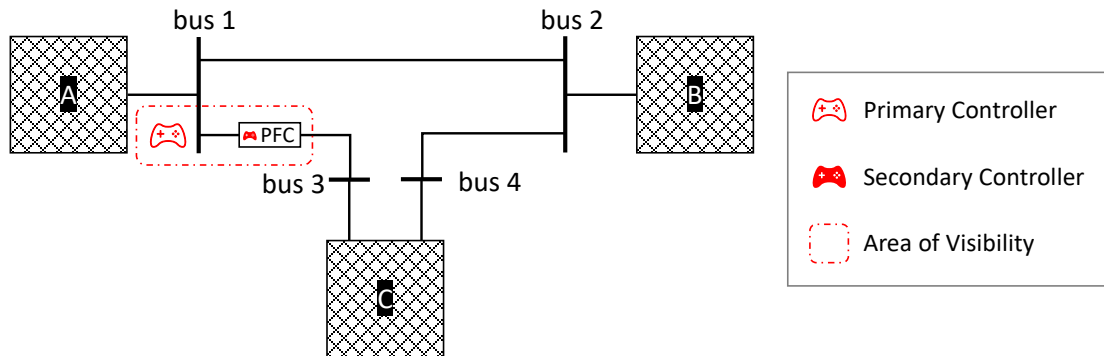 bus 1
bus 2
A
B
PFC
bus 3
bus 4
C
Primary Controller
Secondary Controller
Area of Visibility